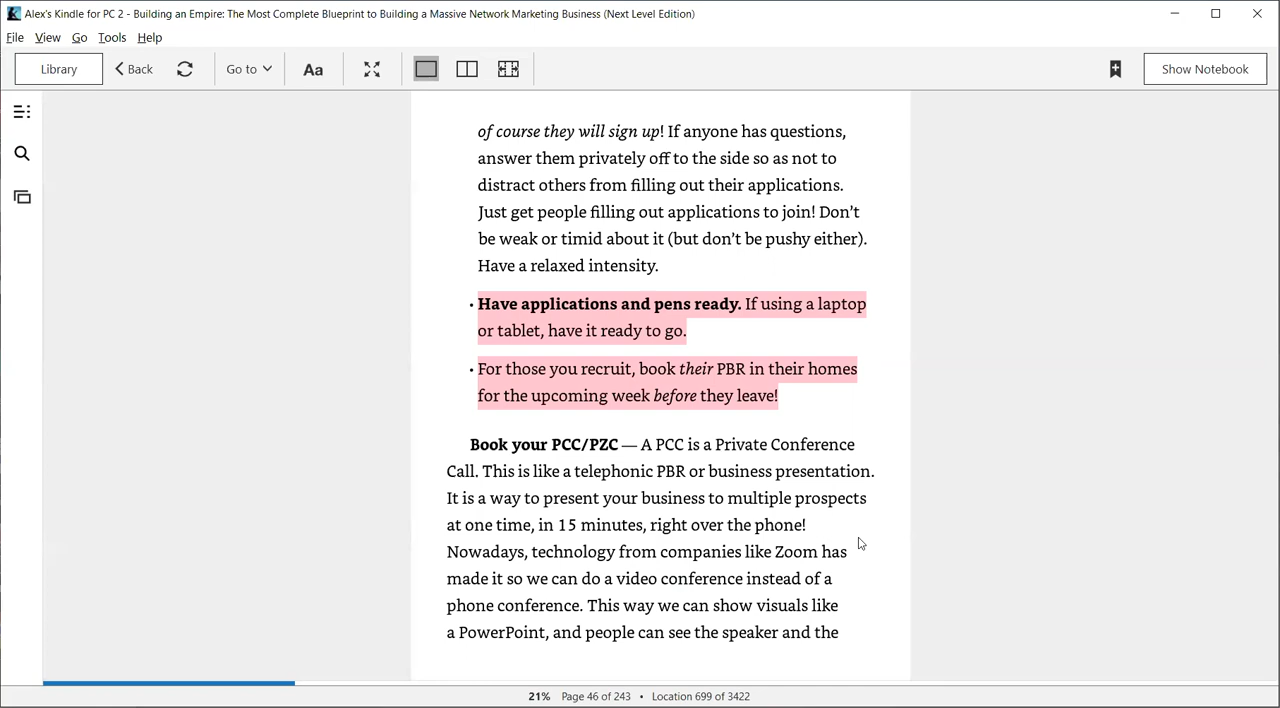 Alex's Kindle for PC 2 - Building an Empire: The Most Complete Blueprint to Building a Massive Network Marketing Business (Next Level Edition)
File View Go Tools Help
Library Back Go to Aa Show Notebook
of course they will sign up! If anyone has questions,
answer them privately off to the side so as not to
distract others from filling out their applications.
Just get people filling out applications to join! Don’t
be weak or timid about it (but don’t be pushy either).
Have a relaxed intensity.
• Have applications and pens ready. If using a laptop
or tablet, have it ready to go.
• For those you recruit, book their PBR in their homes
for the upcoming week before they leave!
Book your PCC/PZC — A PCC is a Private Conference
Call. This is like a telephonic PBR or business presentation.
It is a way to present your business to multiple prospects
at one time, in 15 minutes, right over the phone!
Nowadays, technology from companies like Zoom has
made it so we can do a video conference instead of a
phone conference. This way we can show visuals like
a PowerPoint, and people can see the speaker and the
21% Page 46 of 243 • Location 699 of 3422